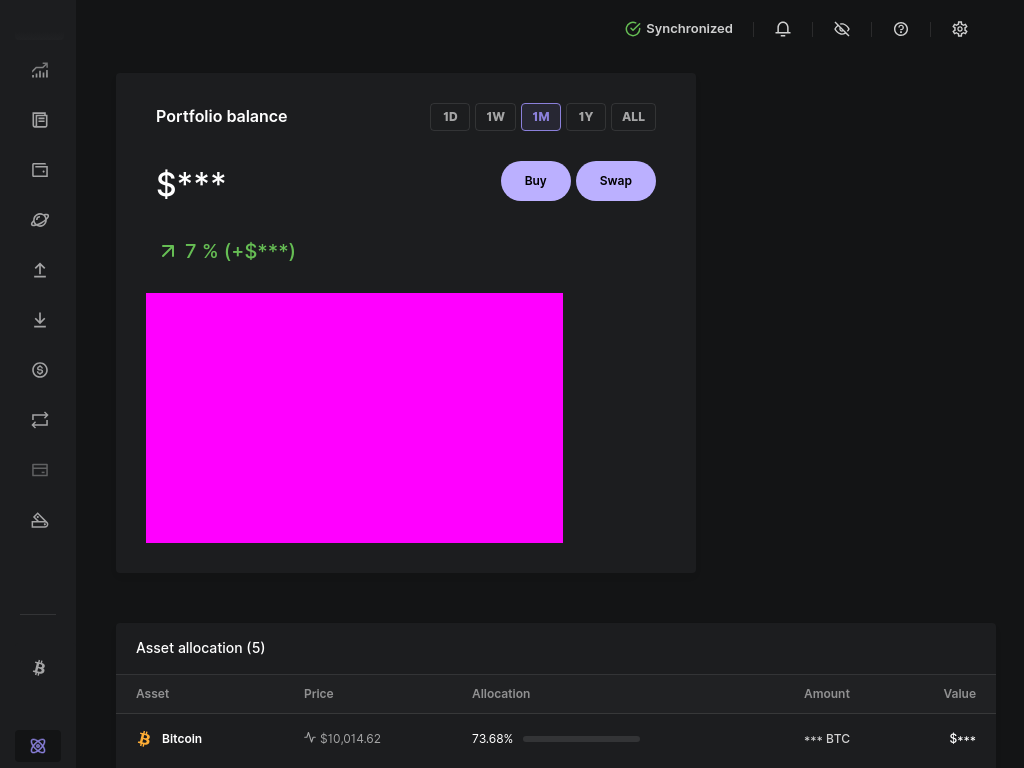 Synchronized
Portfolio balance 1D 1W 1M 1Y ALL
$*** Buy Swap
7 % (+$***)
Asset allocation (5)
Asset Price Allocation Amount Value
Bitcoin $10,014.62 73.68% *** BTC $***